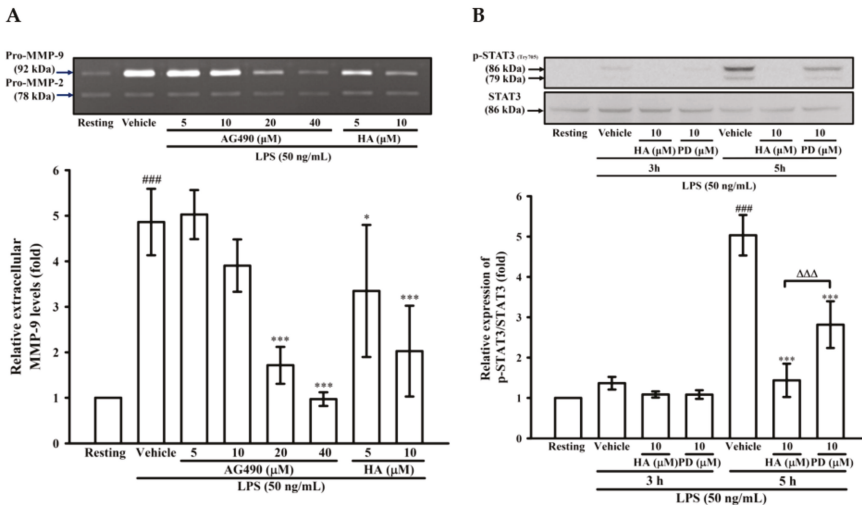 A
Pro-MMP-9
(92 kDa)
Pro-MMP-2
(78 kDa)
Resting Vehicle 5 10 20 40 5 10
AG490 (μM) HA (μM)
LPS (50 ng/mL)
Relative extracellular
MMP-9 levels (fold)
6
5
4
3
2
1
0
###
***
***
*
***
Resting Vehicle 5 10 20 40 5 10
AG490 (μM) HA (μM)
LPS (50 ng/mL)
B
p-STAT3 (Try705)
(86 kDa)
(79 kDa)
STAT3
(86 kDa)
Resting Vehicle 10 10 Vehicle 10 10
HA (μM) PD (μM) HA (μM) PD (μM)
3h 5h
LPS (50 ng/mL)
Relative expression of
p-STAT3/STAT3 (fold)
6
5
4
3
2
1
0
###
ΔΔΔ
***
***
Resting Vehicle 10 10 Vehicle 10 10
HA (μM) PD (μM) HA (μM) PD (μM)
3 h 5 h
LPS (50 ng/mL)